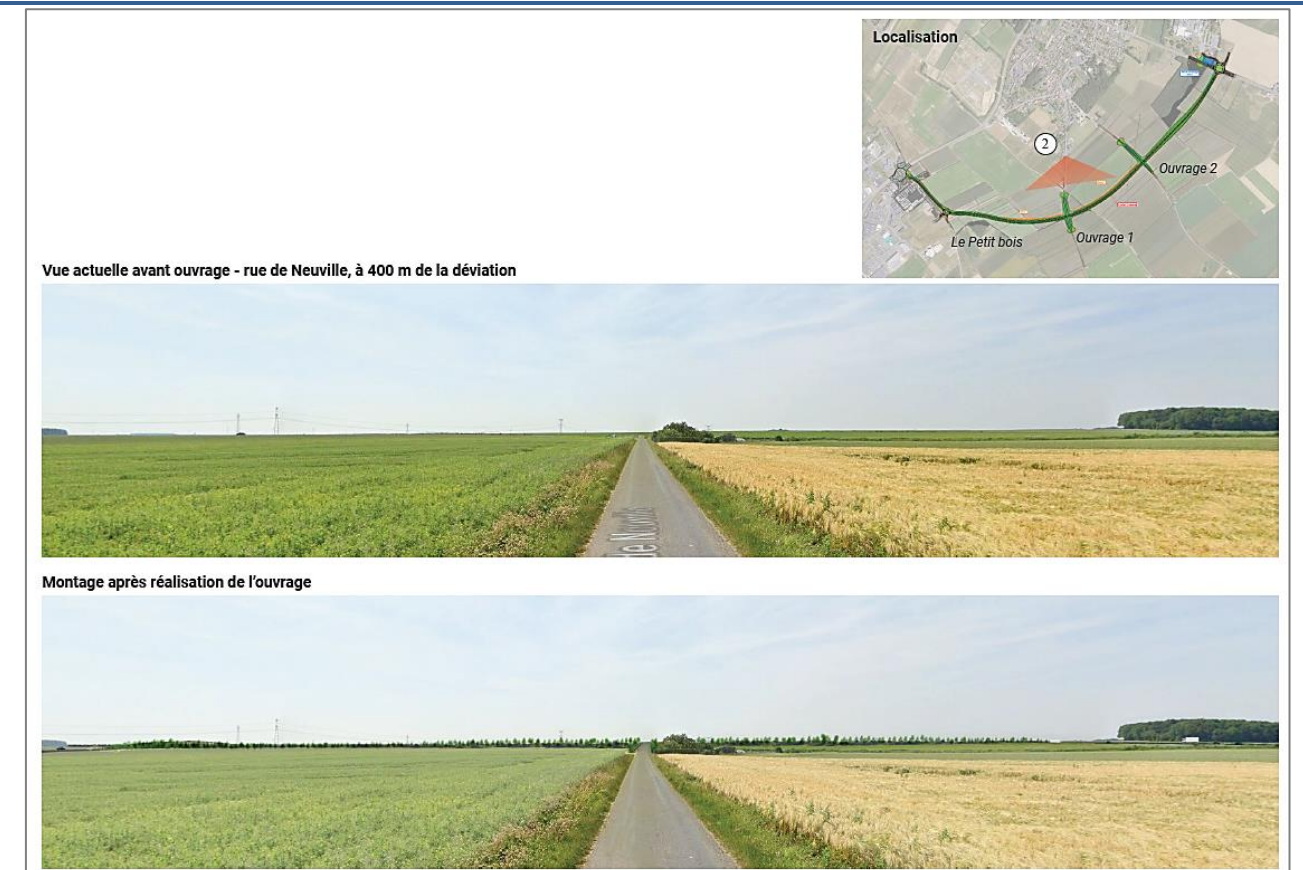 Localisation
2
Ouvrage 2
Ouvrage 1
Le Petit bois
Vue actuelle avant ouvrage - rue de Neuville, à 400 m de la déviation
Montage après réalisation de l'ouvrage